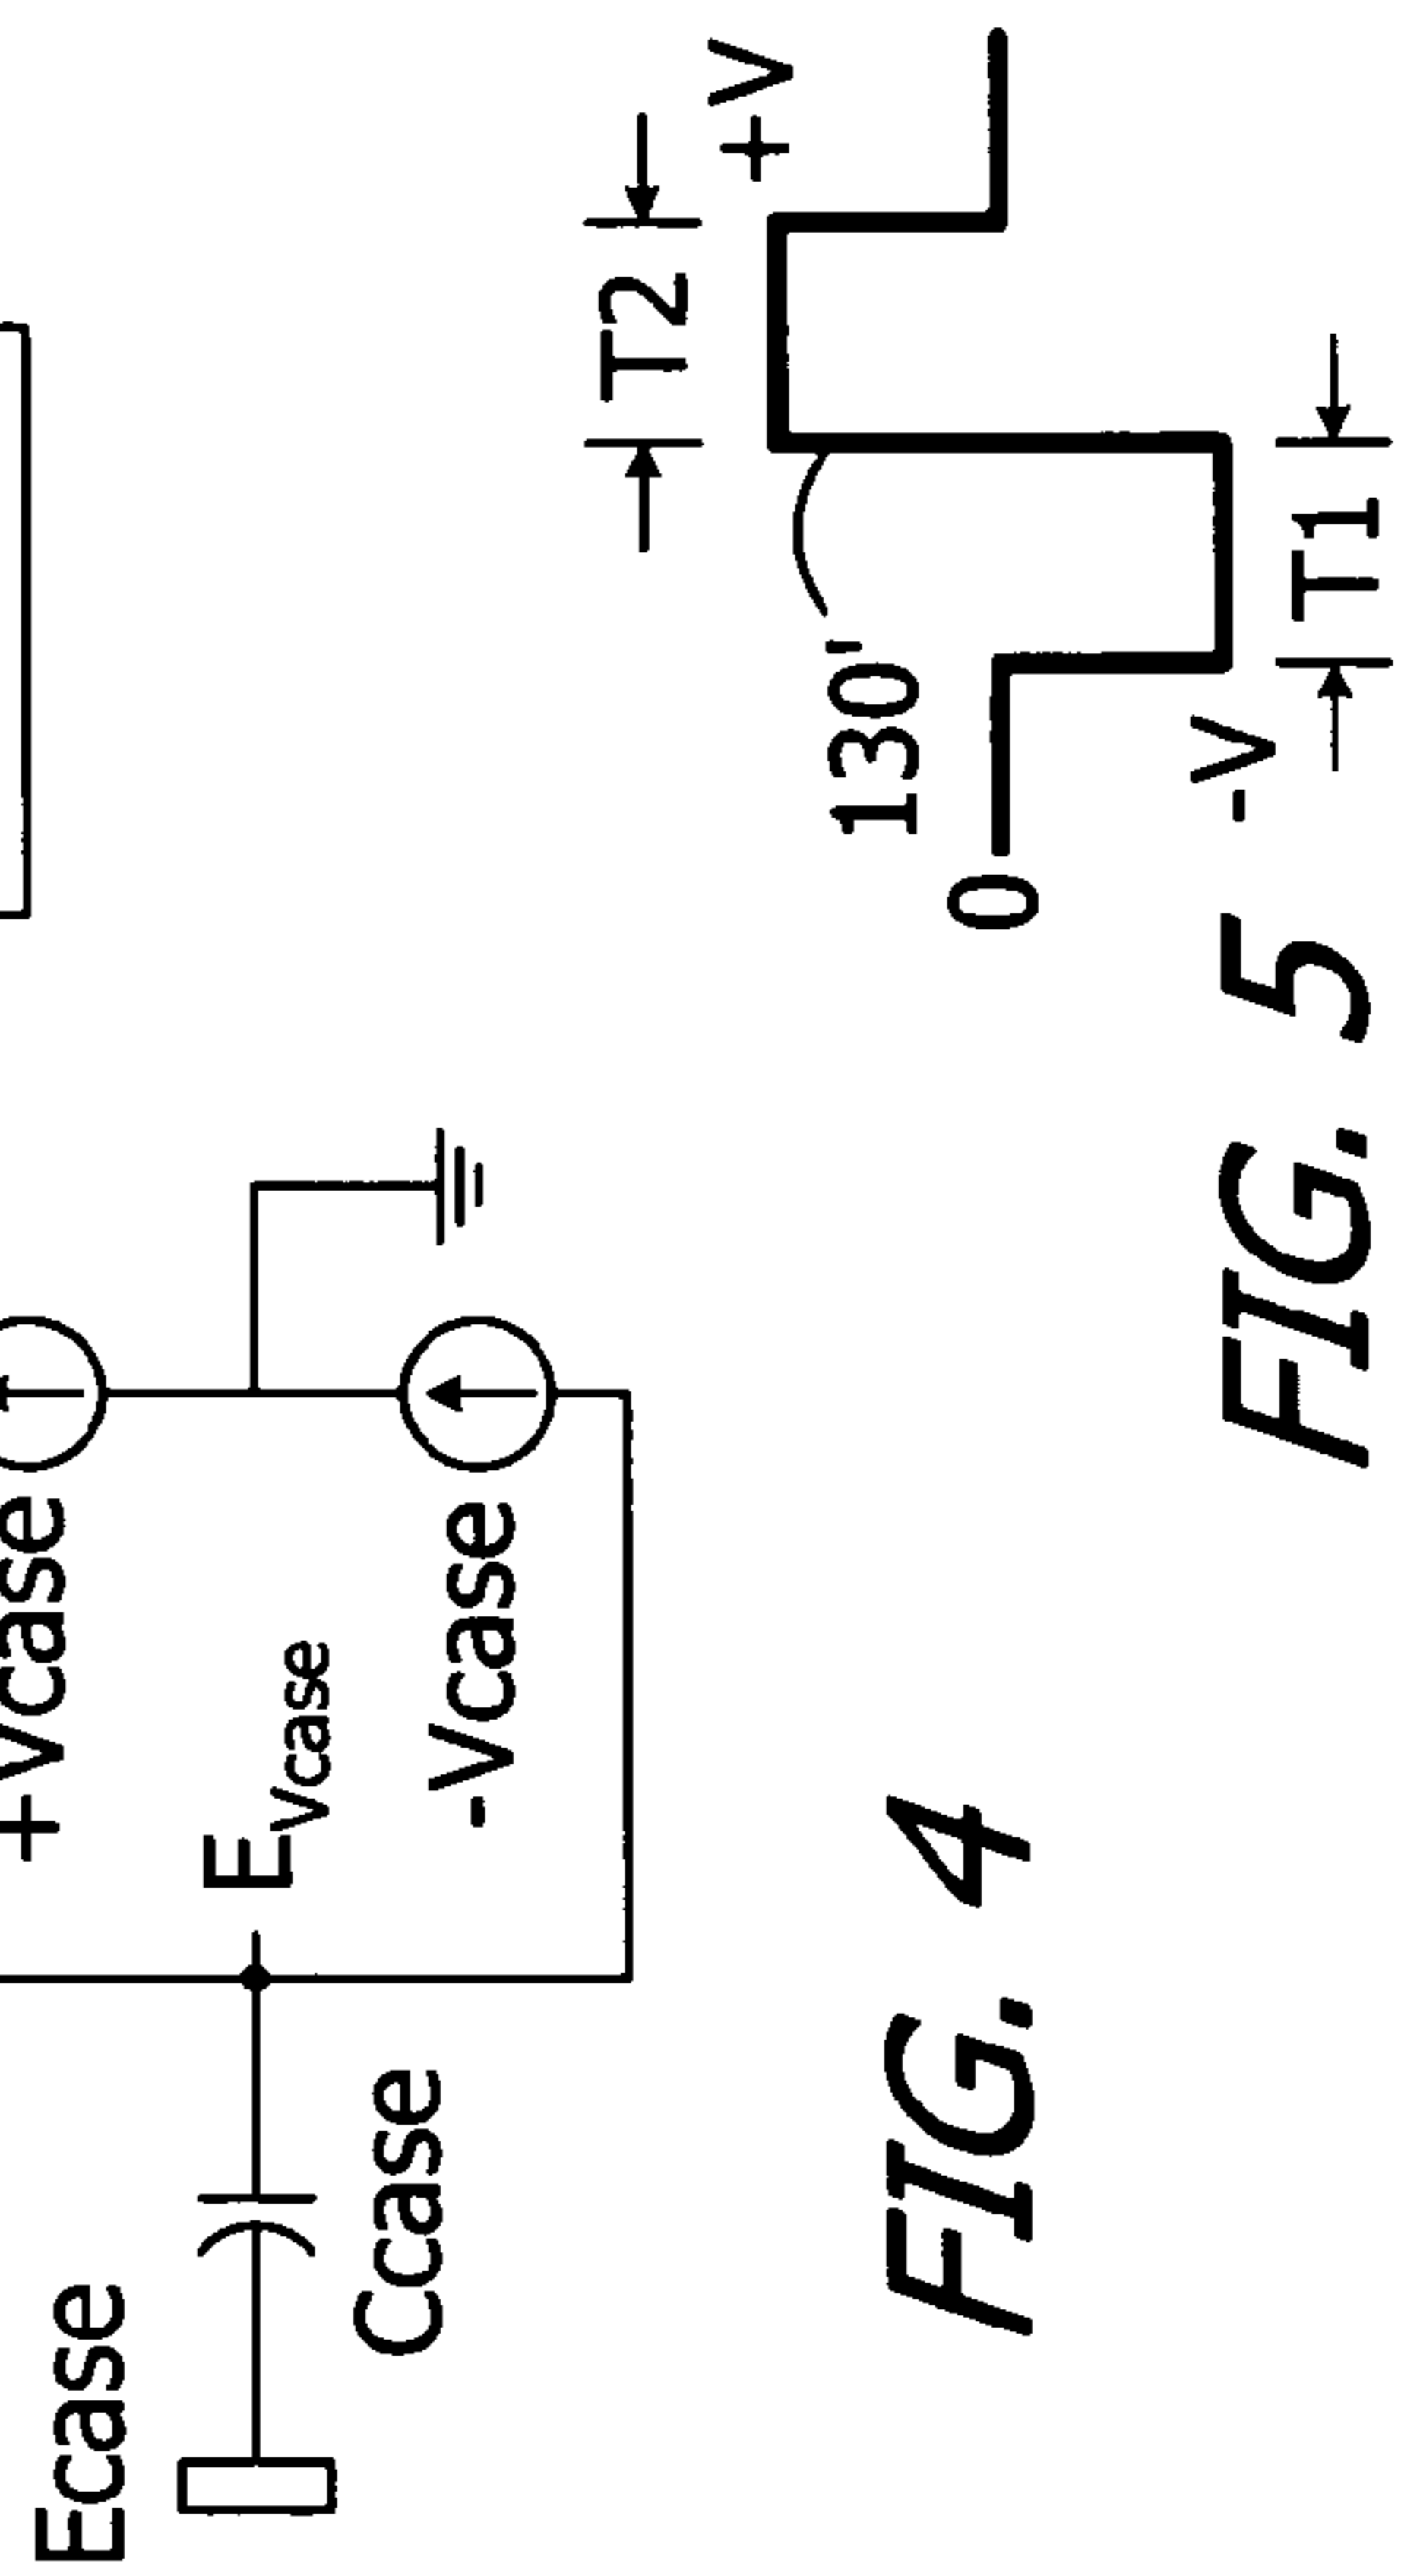 +Vcase
Ecase
EVcase
Ccase
-Vcase
FIG. 4
T2
+V
130'
0
-V
T1
FIG. 5